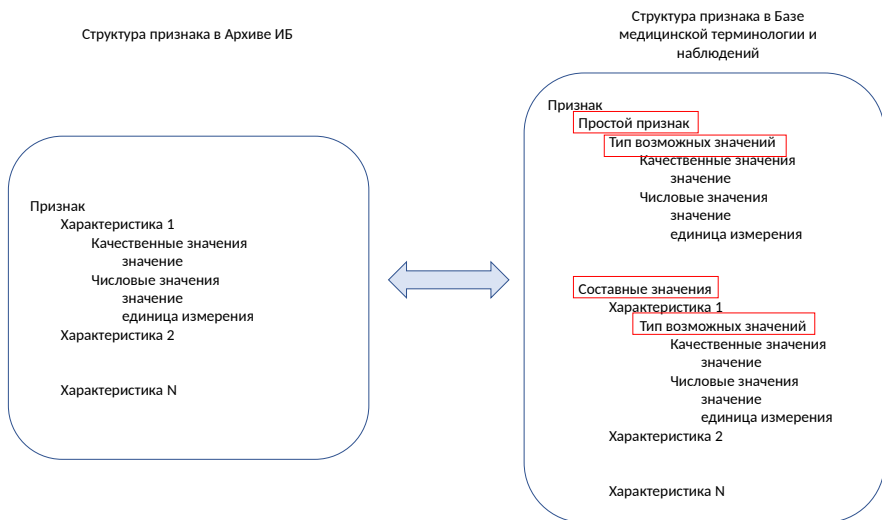 Структура признака в Архиве ИБ
Признак
Характеристика 1
Качественные значения
значение
Числовые значения
значение
единица измерения
Характеристика 2
Характеристика N
Структура признака в Базе
медицинской терминологии и
наблюдений
Признак
Простой признак
Тип возможных значений
Качественные значения
значение
Числовые значения
значение
единица измерения
Составные значения
Характеристика 1
Тип возможных значений
Качественные значения
значение
Числовые значения
значение
единица измерения
Характеристика 2
Характеристика N